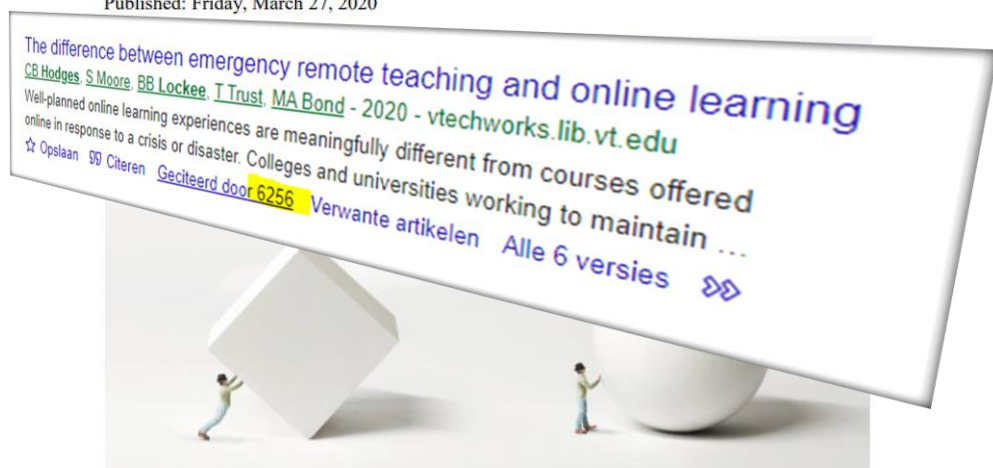 Published: Friday, March 27, 2020
The difference between emergency remote teaching and online learning
CB Hodges, S Moore, BB Lockee, T Trust, MA Bond - 2020 - vtechworks.lib.vt.edu
Well-planned online learning experiences are meaningfully different from courses offered
online in response to a crisis or disaster. Colleges and universities working to maintain ...
☆ Opslaan 99 Citeren Geciteerd door 6256 Verwante artikelen Alle 6 versies